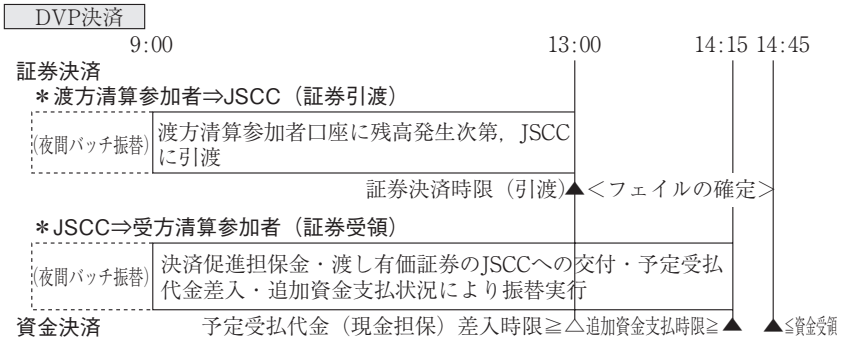 DVP決済
9:00 13:00 14:15 14:45
証券決済
＊渡方清算参加者⇒JSCC（証券引渡）
(夜間バッチ振替)
渡方清算参加者口座に残高発生次第，JSCC
に引渡
証券決済時限（引渡）▲＜フェイルの確定＞
＊JSCC⇒受方清算参加者（証券受領）
(夜間バッチ振替)
決済促進担保金・渡し有価証券のJSCCへの交付・予定受払
代金差入・追加資金支払状況により振替実行
資金決済 予定受払代金（現金担保）差入時限≧△追加資金支払時限≧▲ ▲≦資金受領